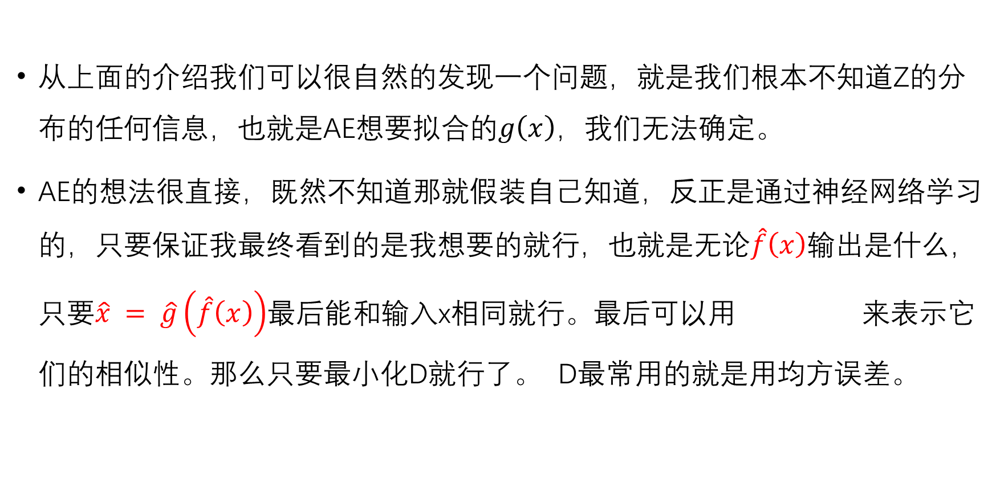 • 从上面的介绍我们可以很自然的发现一个问题，就是我们根本不知道Z的分
布的任何信息，也就是AE想要拟合的g(x)，我们无法确定。
• AE的想法很直接，既然不知道那就假装自己知道，反正是通过神经网络学习
的，只要保证我最终看到的是我想要的就行，也就是无论f̂(x)输出是什么，
只要x̂ = ĝ(f̂(x))最后能和输入x相同就行。最后可以用 来表示它
们的相似性。那么只要最小化D就行了。 D最常用的就是用均方误差。